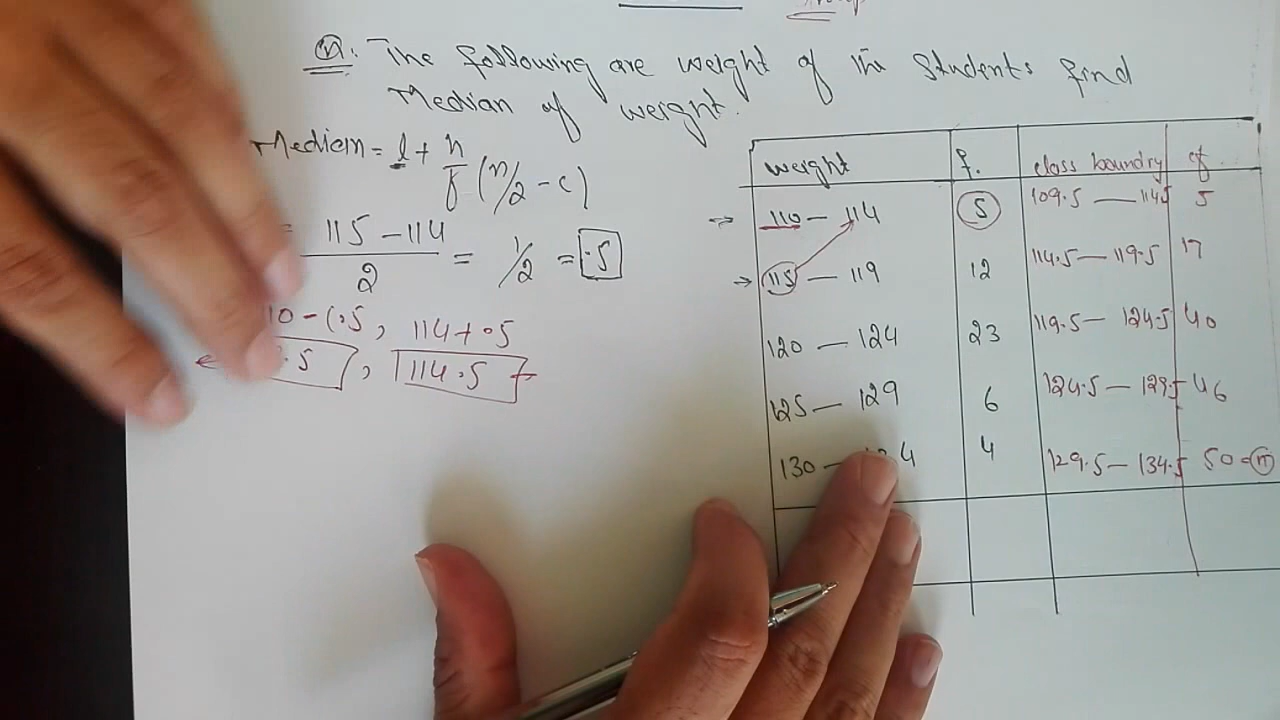 Q. The following are weight of the students find
Median of weight.
Median = l + h/f (n/2 - c)
= 115 - 114 / 2 = 1/2 = .5
10 - (.5, 114 + .5
.5, 114.5
weight f. class boundry cf
110 - 114 5 109.5 - 114.5 5
115 - 119 12 114.5 - 119.5 17
120 - 124 23 119.5 - 124.5 40
125 - 129 6 124.5 - 129.5 46
130 - 4 4 129.5 - 134.5 50 = n